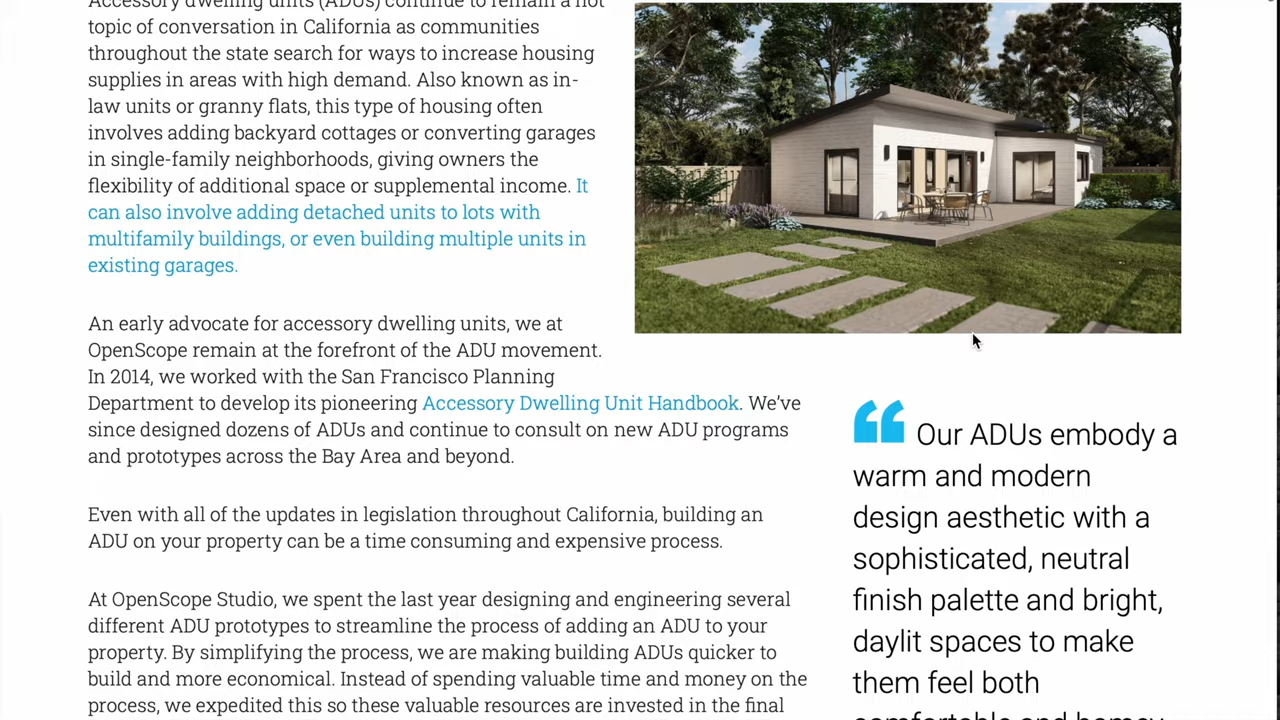 Accessory dwelling units (ADUs) continue to remain a hot
topic of conversation in California as communities
throughout the state search for ways to increase housing
supplies in areas with high demand. Also known as in-
law units or granny flats, this type of housing often
involves adding backyard cottages or converting garages
in single-family neighborhoods, giving owners the
flexibility of additional space or supplemental income. It
can also involve adding detached units to lots with
multifamily buildings, or even building multiple units in
existing garages.
An early advocate for accessory dwelling units, we at
OpenScope remain at the forefront of the ADU movement.
In 2014, we worked with the San Francisco Planning
Department to develop its pioneering Accessory Dwelling Unit Handbook. We’ve
since designed dozens of ADUs and continue to consult on new ADU programs
and prototypes across the Bay Area and beyond.
Even with all of the updates in legislation throughout California, building an
ADU on your property can be a time consuming and expensive process.
At OpenScope Studio, we spent the last year designing and engineering several
different ADU prototypes to streamline the process of adding an ADU to your
property. By simplifying the process, we are making building ADUs quicker to
build and more economical. Instead of spending valuable time and money on the
process, we expedited this so these valuable resources are invested in the final
“ Our ADUs embody a
warm and modern
design aesthetic with a
sophisticated, neutral
finish palette and bright,
daylit spaces to make
them feel both
comfortable and homey